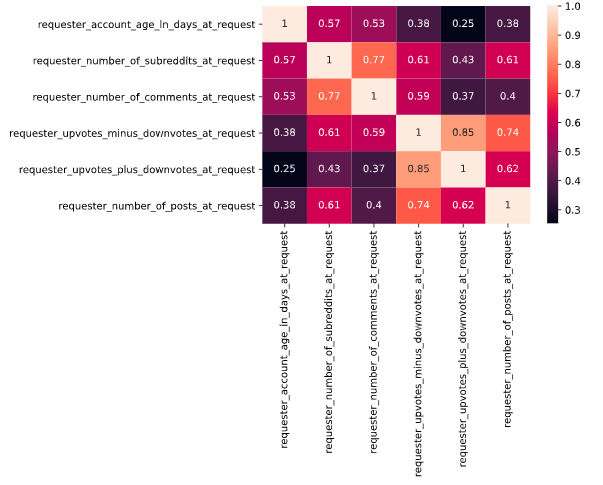 requester_account_age_in_days_at_request 1 0.57 0.53 0.38 0.25 0.38
requester_number_of_subreddits_at_request 0.57 1 0.77 0.61 0.43 0.61
requester_number_of_comments_at_request 0.53 0.77 1 0.59 0.37 0.4
requester_upvotes_minus_downvotes_at_request 0.38 0.61 0.59 1 0.85 0.74
requester_upvotes_plus_downvotes_at_request 0.25 0.43 0.37 0.85 1 0.62
requester_number_of_posts_at_request 0.38 0.61 0.4 0.74 0.62 1
requester_account_age_in_days_at_request
requester_number_of_subreddits_at_request
requester_number_of_comments_at_request
requester_upvotes_minus_downvotes_at_request
requester_upvotes_plus_downvotes_at_request
requester_number_of_posts_at_request
1.0
0.9
0.8
0.7
0.6
0.5
0.4
0.3